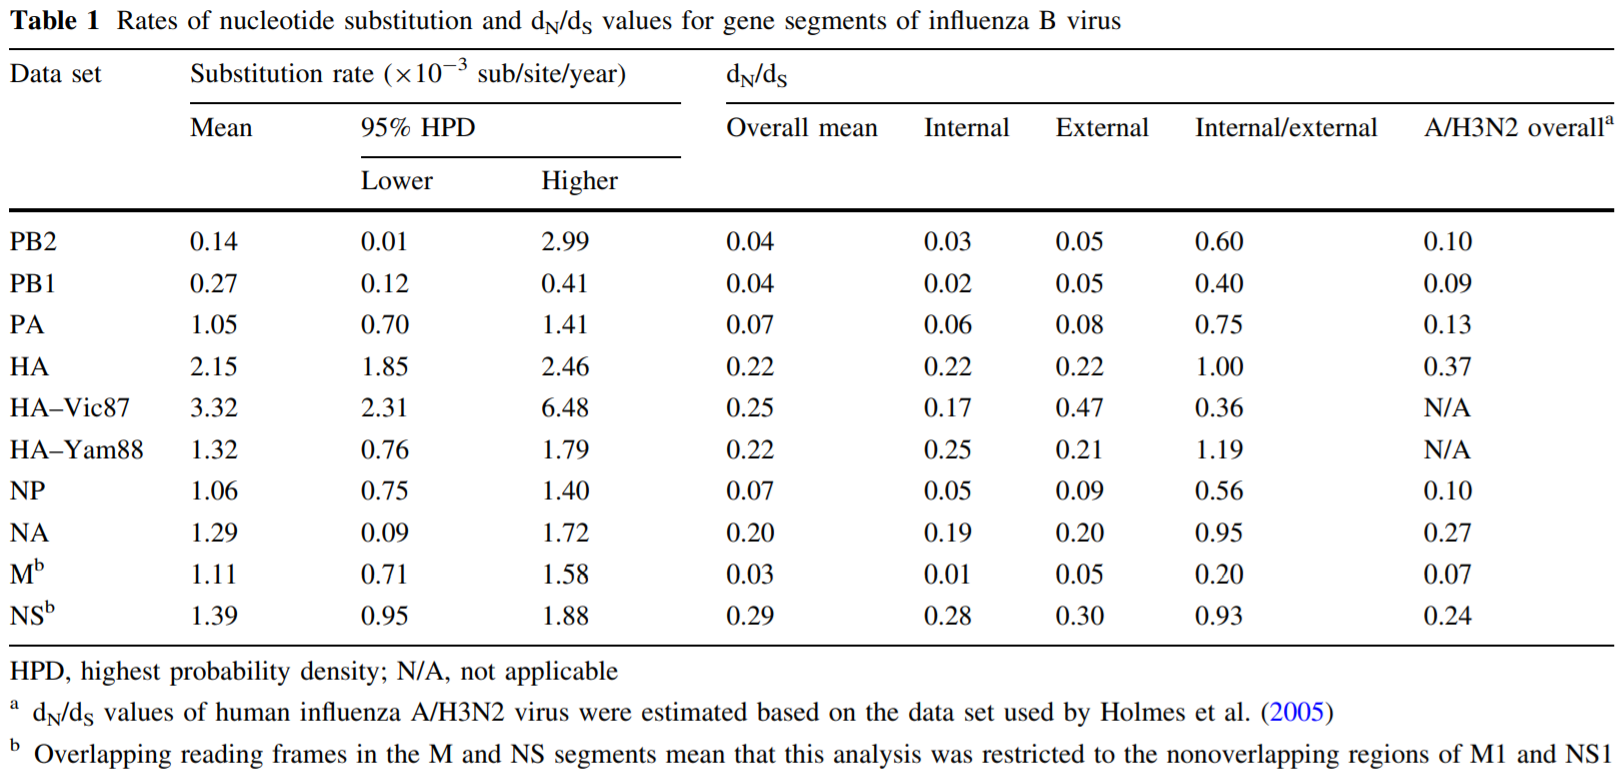 Table 1 Rates of nucleotide substitution and dN/dS values for gene segments of influenza B virus
Data set Substitution rate (×10−3 sub/site/year) dN/dS
Mean 95% HPD Overall mean Internal External Internal/external A/H3N2 overalla
Lower Higher
PB2 0.14 0.01 2.99 0.04 0.03 0.05 0.60 0.10
PB1 0.27 0.12 0.41 0.04 0.02 0.05 0.40 0.09
PA 1.05 0.70 1.41 0.07 0.06 0.08 0.75 0.13
HA 2.15 1.85 2.46 0.22 0.22 0.22 1.00 0.37
HA–Vic87 3.32 2.31 6.48 0.25 0.17 0.47 0.36 N/A
HA–Yam88 1.32 0.76 1.79 0.22 0.25 0.21 1.19 N/A
NP 1.06 0.75 1.40 0.07 0.05 0.09 0.56 0.10
NA 1.29 0.09 1.72 0.20 0.19 0.20 0.95 0.27
Mb 1.11 0.71 1.58 0.03 0.01 0.05 0.20 0.07
NSb 1.39 0.95 1.88 0.29 0.28 0.30 0.93 0.24
HPD, highest probability density; N/A, not applicable
a dN/dS values of human influenza A/H3N2 virus were estimated based on the data set used by Holmes et al. (2005)
b Overlapping reading frames in the M and NS segments mean that this analysis was restricted to the nonoverlapping regions of M1 and NS1